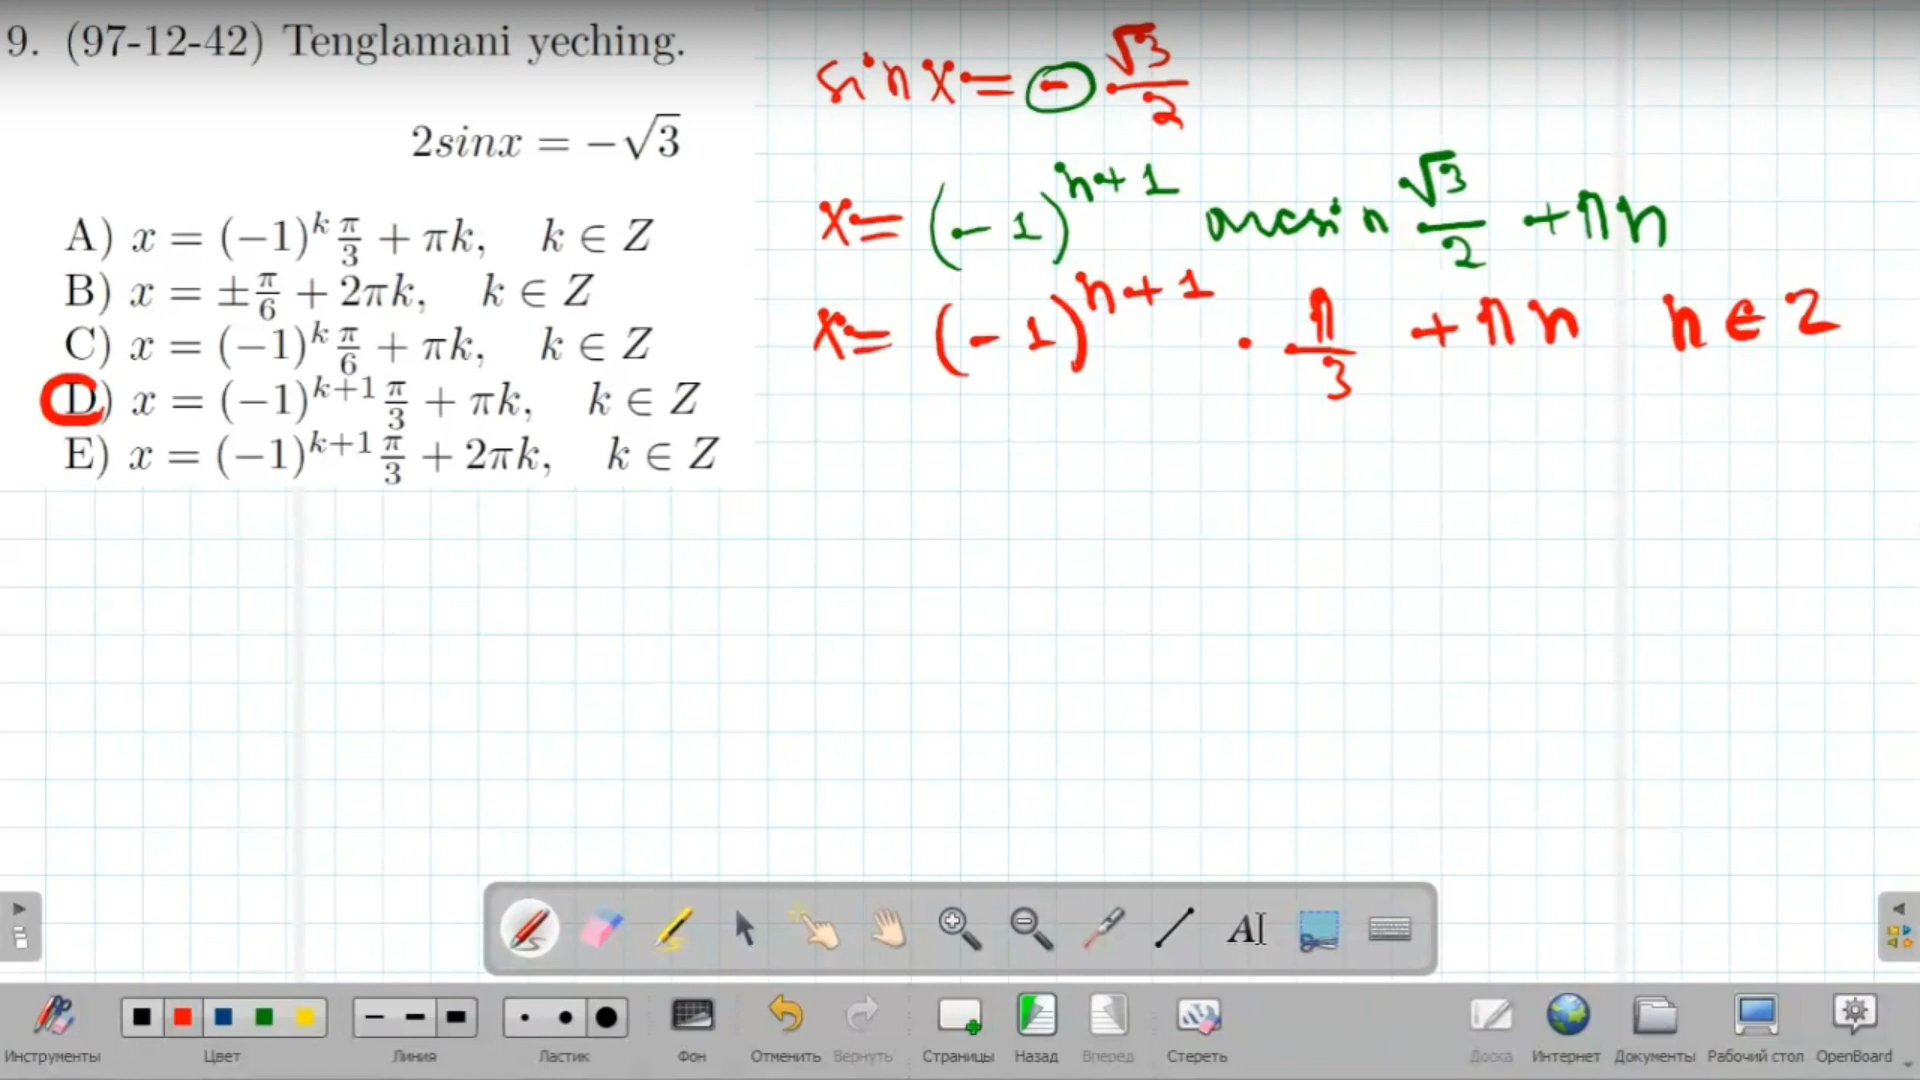 9. (97-12-42) Tenglamani yeching.
2sinx = −√3
A) x = (−1)^k π/3 + πk, k ∈ Z
B) x = ±π/6 + 2πk, k ∈ Z
C) x = (−1)^k π/6 + πk, k ∈ Z
D) x = (−1)^{k+1} π/3 + πk, k ∈ Z
E) x = (−1)^{k+1} π/3 + 2πk, k ∈ Z
sin x = − √3/2
x = (−1)^{n+1} arcsin √3/2 + πn
x = (−1)^{n+1} · π/3 + πn n ∈ Z
Инструменты Цвет Линия Ластик Фон Отменить Вернуть Страницы Назад Вперед Стереть Доска Интернет Документы Рабочий стол OpenBoard